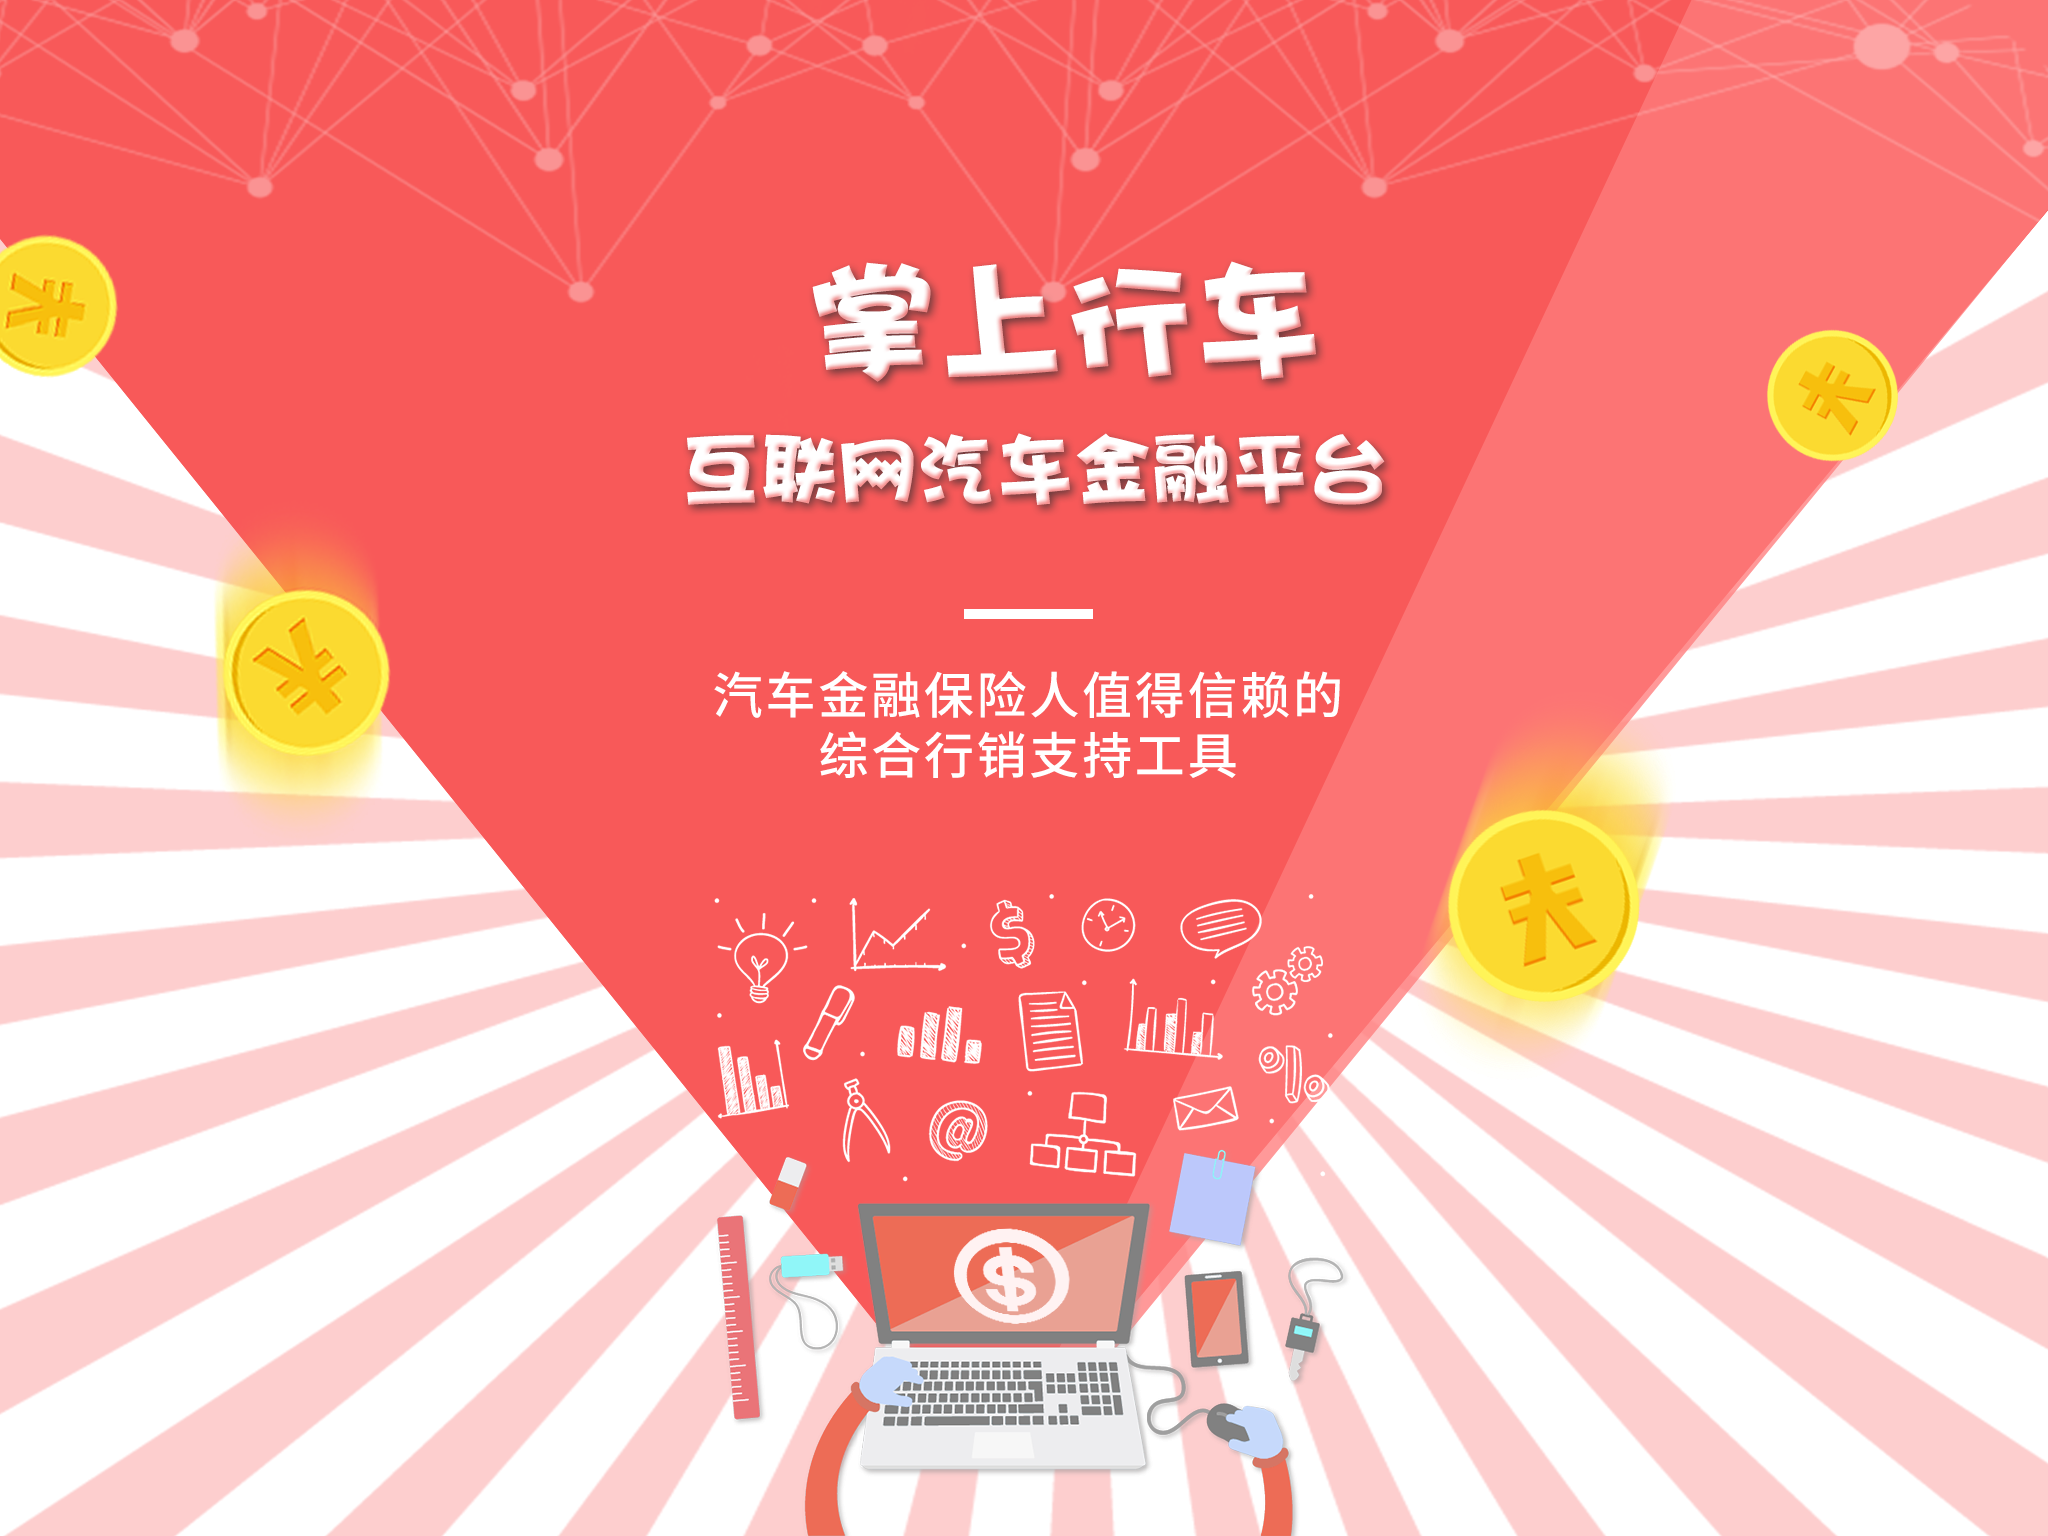 掌上行车
互联网汽车金融平台
汽车金融保险人值得信赖的
综合行销支持工具